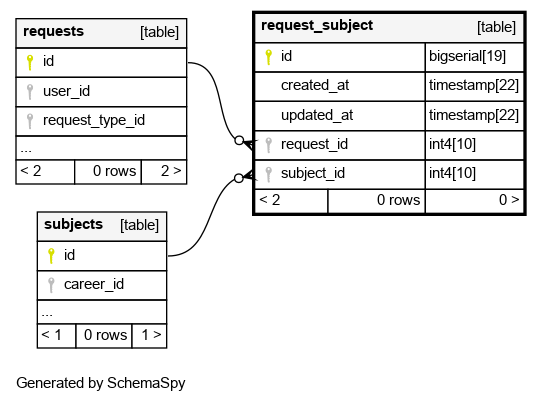 requests [table]
id
user_id
request_type_id
...
< 2 0 rows 2 >
request_subject [table]
id bigserial[19]
created_at timestamp[22]
updated_at timestamp[22]
request_id int4[10]
subject_id int4[10]
< 2 0 rows 0 >
subjects [table]
id
career_id
...
< 1 0 rows 1 >
Generated by SchemaSpy